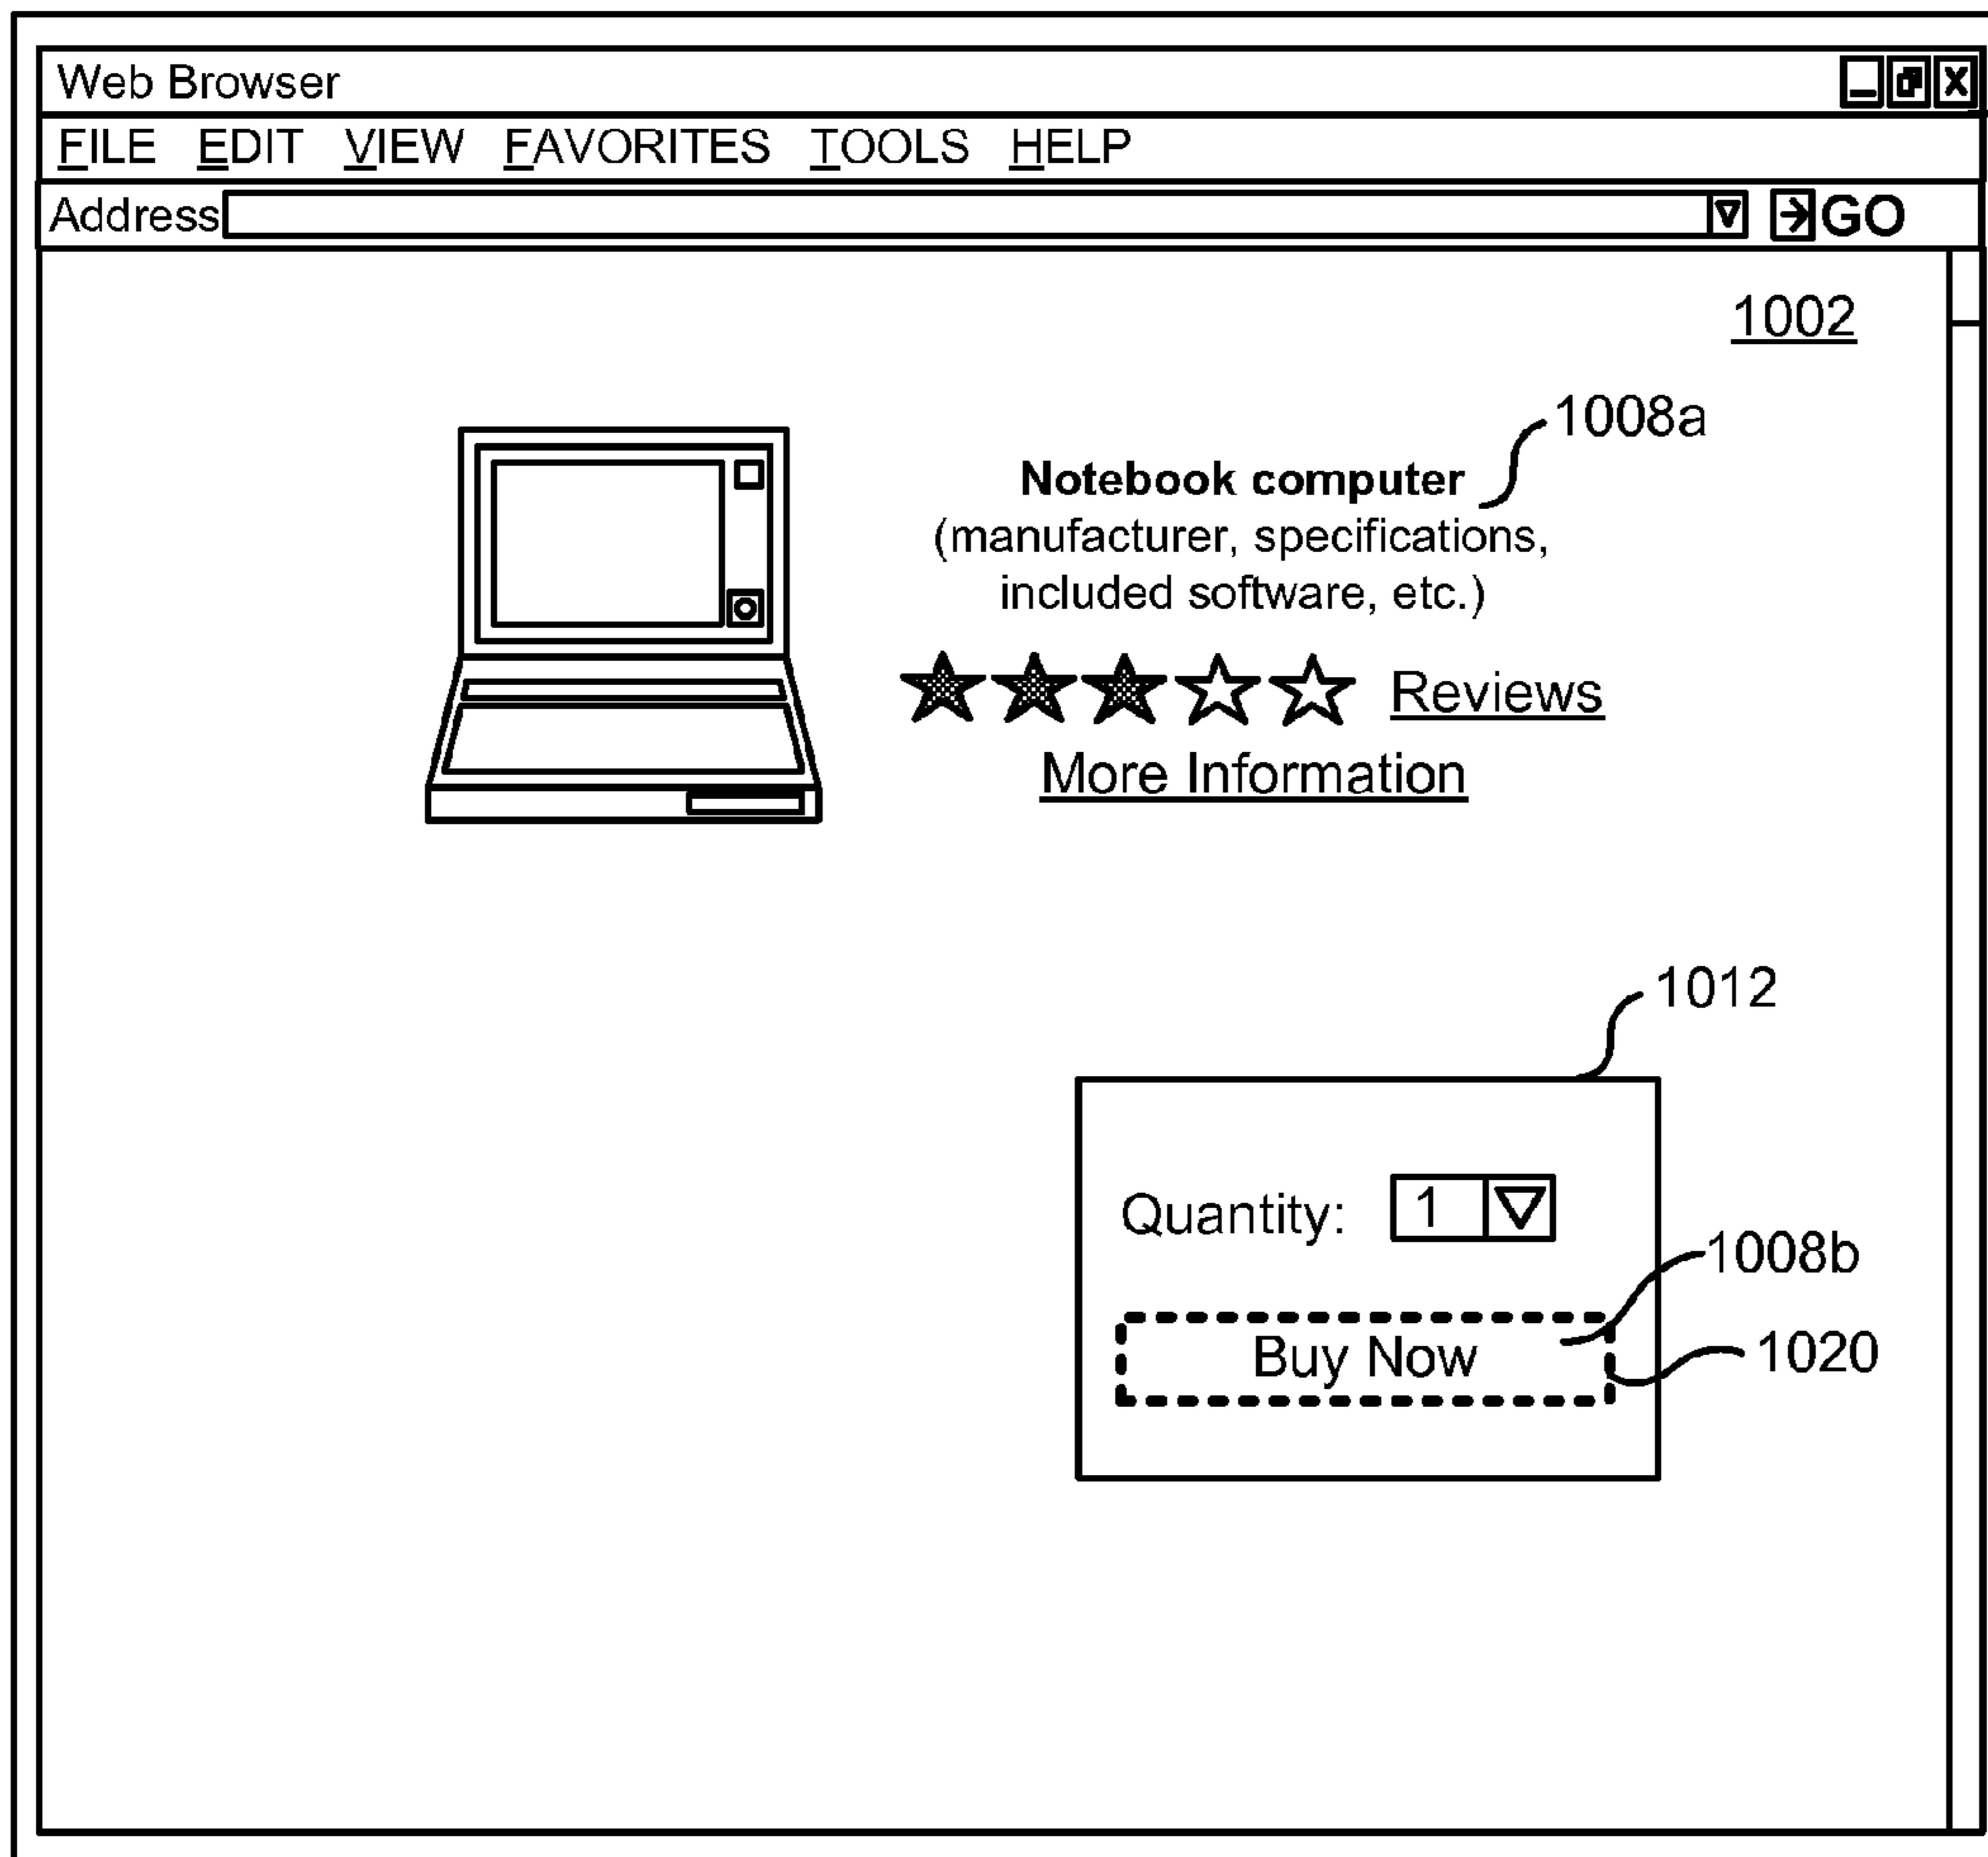 Web Browser
FILE EDIT VIEW FAVORITES TOOLS HELP
Address GO
1002
1008a
Notebook computer
(manufacturer, specifications,
included software, etc.)
Reviews
More Information
1012
Quantity: 1
1008b
Buy Now
1020